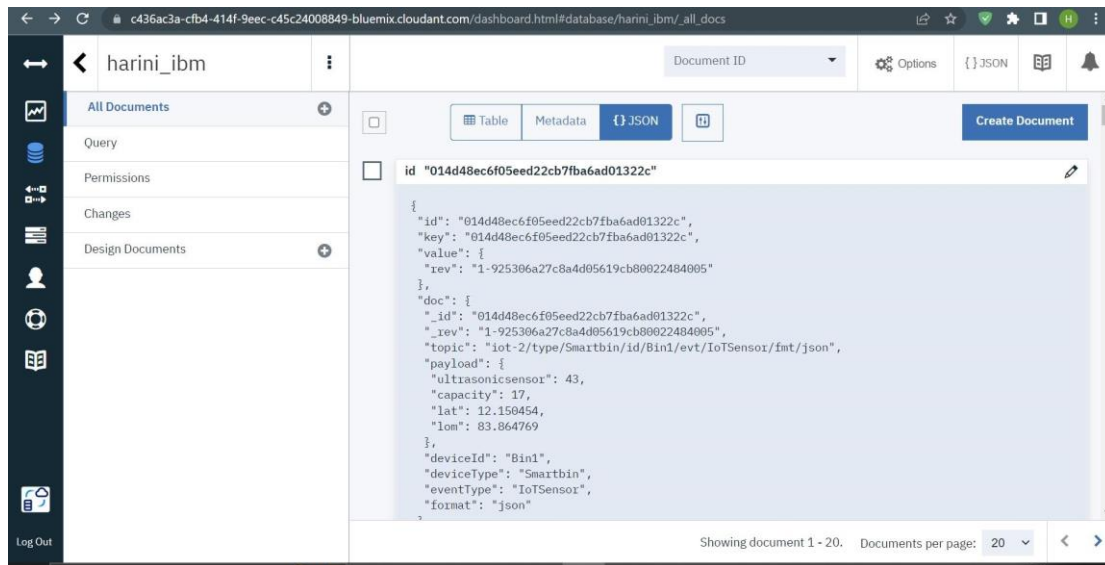 c436ac3a-cfb4-414f-9eec-c45c24008849-bluemix.cloudant.com/dashboard.html#database/harini_ibm/_all_docs
H
harini_ibm
Document ID
Options
{ } JSON
All Documents
Query
Permissions
Changes
Design Documents
Log Out
Table
Metadata
{} JSON
Create Document
id "014d48ec6f05eed22cb7fba6ad01322c"
{
"id": "014d48ec6f05eed22cb7fba6ad01322c",
"key": "014d48ec6f05eed22cb7fba6ad01322c",
"value": {
"rev": "1-925306a27c8a4d05619cb80022484005"
},
"doc": {
"_id": "014d48ec6f05eed22cb7fba6ad01322c",
"_rev": "1-925306a27c8a4d05619cb80022484005",
"topic": "iot-2/type/Smartbin/id/Bin1/evt/IoTSensor/fmt/json",
"payload": {
"ultrasonicsensor": 43,
"capacity": 17,
"lat": 12.150454,
"lom": 83.864769
},
"deviceId": "Bin1",
"deviceType": "Smartbin",
"eventType": "IoTSensor",
"format": "json"
}
Showing document 1 - 20.
Documents per page: 20